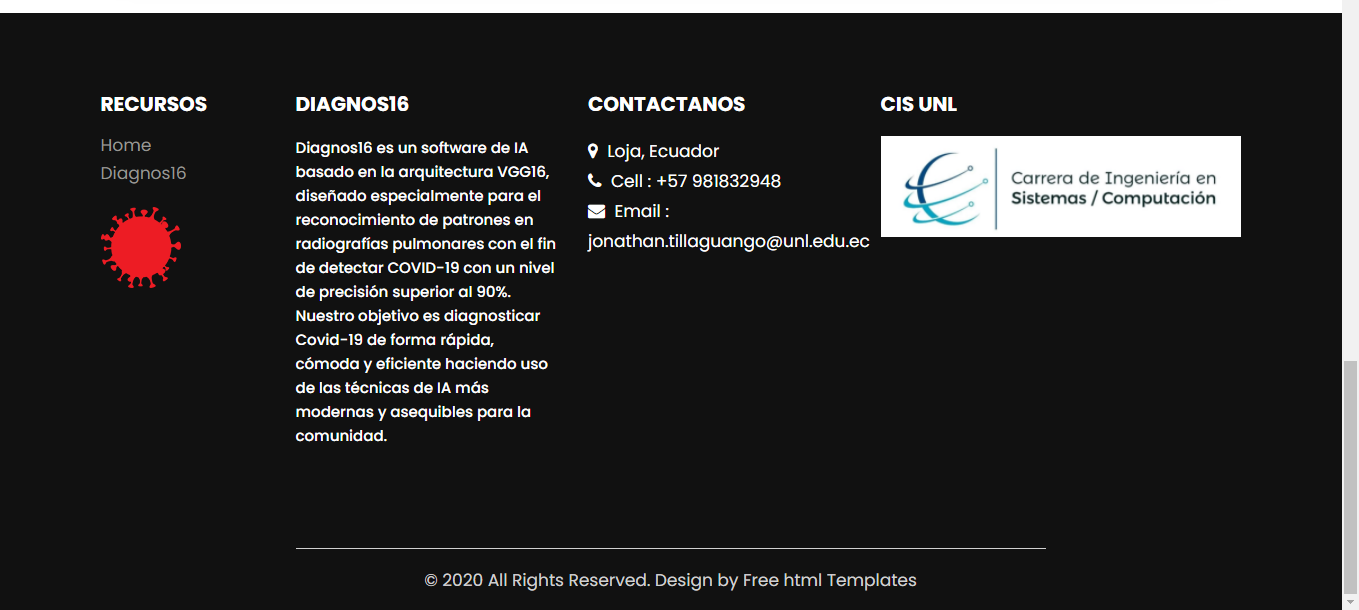 RECURSOS
Home
Diagnos16
DIAGNOS16
Diagnos16 es un software de IA
basado en la arquitectura VGG16,
diseñado especialmente para el
reconocimiento de patrones en
radiografías pulmonares con el fin
de detectar COVID-19 con un nivel
de precisión superior al 90%.
Nuestro objetivo es diagnosticar
Covid-19 de forma rápida,
cómoda y eficiente haciendo uso
de las técnicas de IA más
modernas y asequibles para la
comunidad.
CONTACTANOS
Loja, Ecuador
Cell : +57 981832948
Email :
jonathan.tillaguango@unl.edu.ec
CIS UNL
Carrera de Ingeniería en
Sistemas / Computación
© 2020 All Rights Reserved. Design by Free html Templates